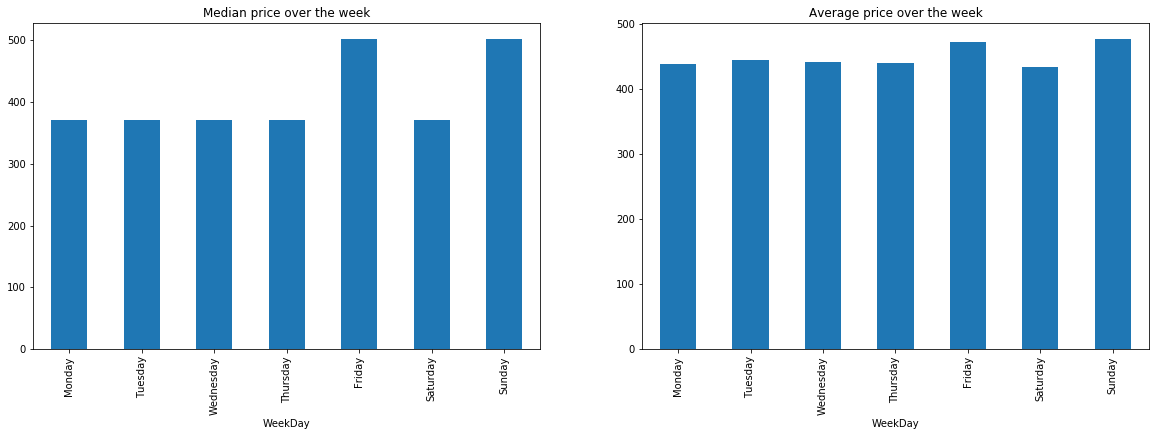 Median price over the week
500
400
300
200
100
0
Monday
Tuesday
Wednesday
Thursday
Friday
Saturday
Sunday
WeekDay
Average price over the week
500
400
300
200
100
0
Monday
Tuesday
Wednesday
Thursday
Friday
Saturday
Sunday
WeekDay